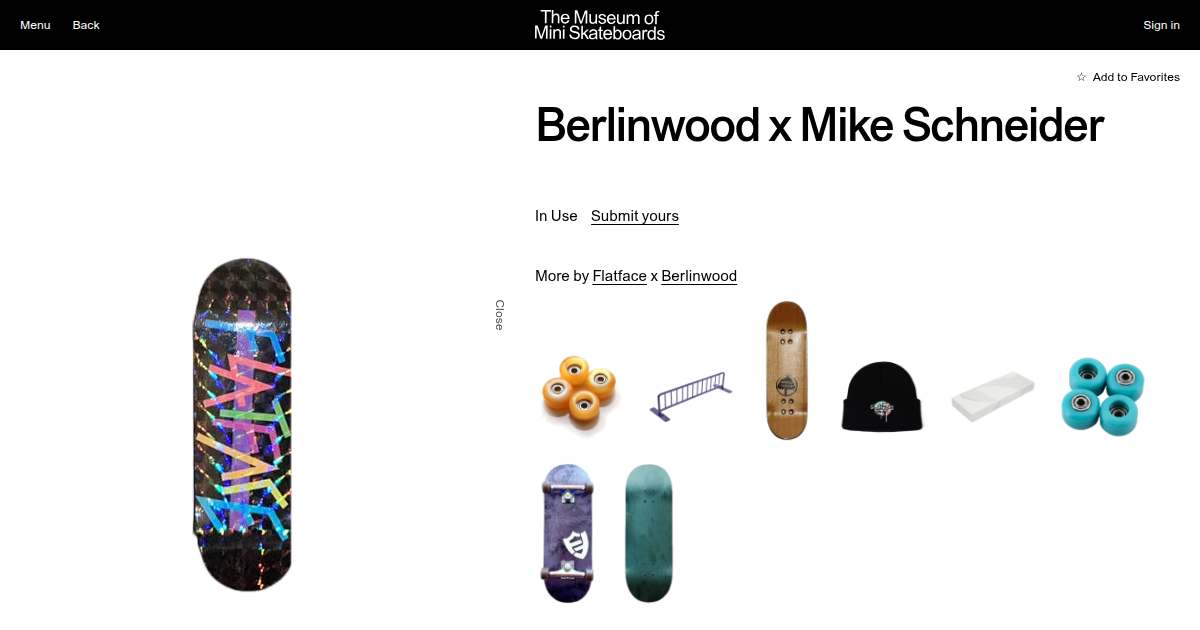 Menu
Back
The Museum of
Mini Skateboards
Sign in
☆ Add to Favorites
Berlinwood x Mike Schneider
In Use Submit yours
More by Flatface x Berlinwood
Close
FLATFACE